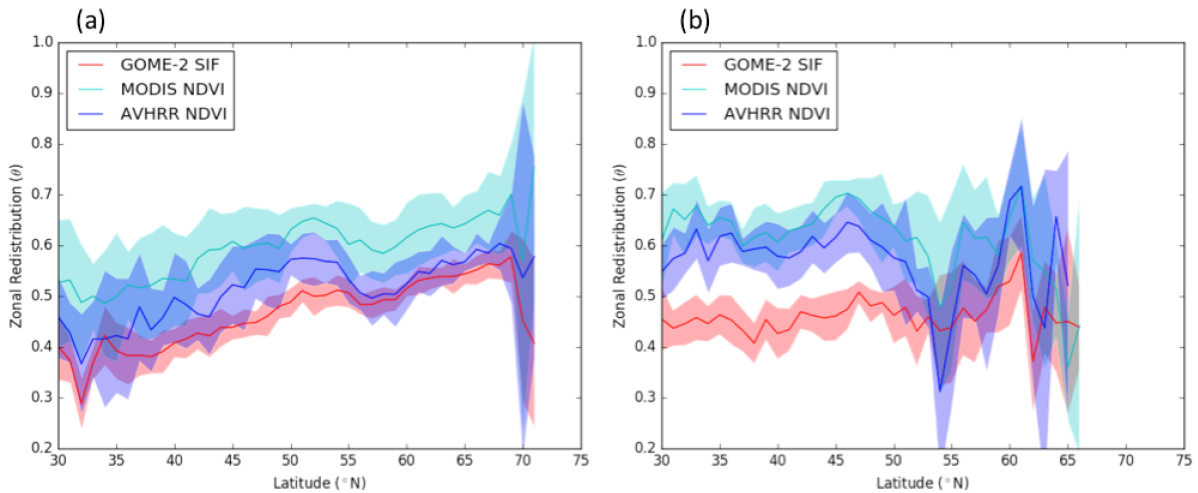 (a)
1.0
0.9
0.8
0.7
0.6
0.5
0.4
0.3
0.2
Zonal Redistribution (θ)
GOME-2 SIF
MODIS NDVI
AVHRR NDVI
30 35 40 45 50 55 60 65 70 75
Latitude (°N)
(b)
1.0
0.9
0.8
0.7
0.6
0.5
0.4
0.3
0.2
Zonal Redistribution (θ)
GOME-2 SIF
MODIS NDVI
AVHRR NDVI
30 35 40 45 50 55 60 65 70 75
Latitude (°N)